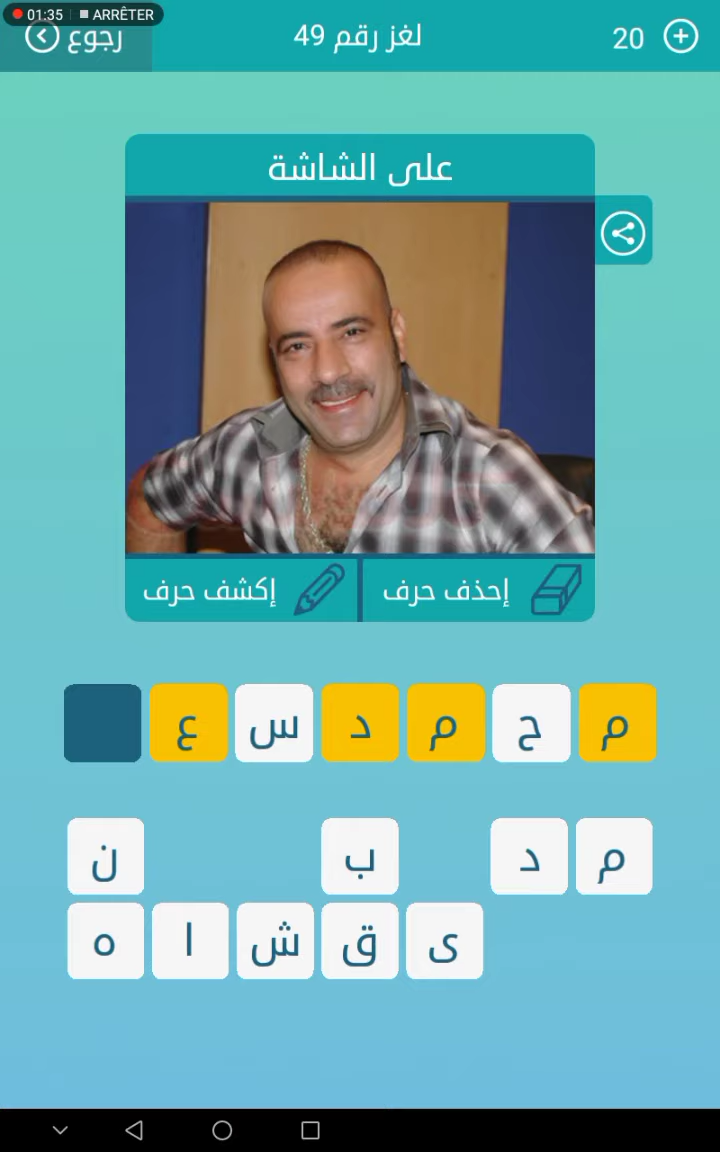 01:35 ARRÊTER
رجوع
لغز رقم 49
20
على الشاشة
إحذف حرف
إكشف حرف
م ح م د س ع
م د ب ن
ى ق ش ا ه